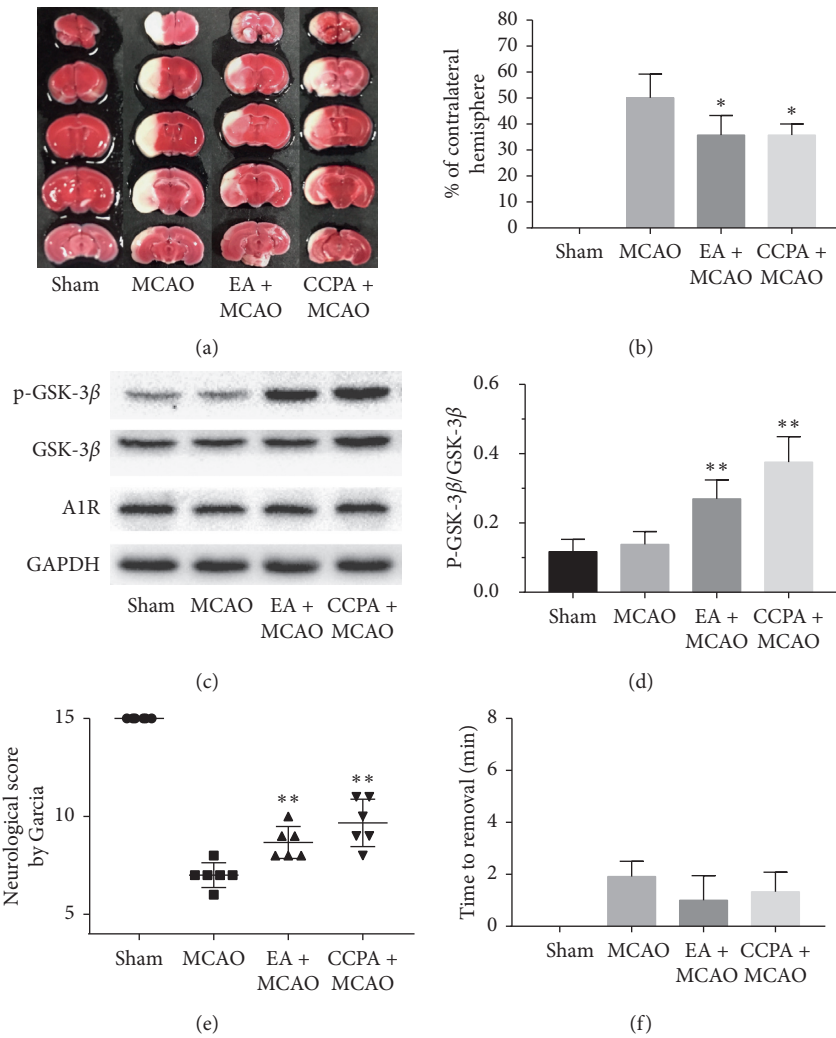 Sham
MCAO
EA +
MCAO
CCPA +
MCAO
(a)
% of contralateral
hemisphere
80
70
60
50
40
30
20
10
0
*
*
Sham
MCAO
EA +
MCAO
CCPA +
MCAO
(b)
p-GSK-3β
GSK-3β
A1R
GAPDH
Sham
MCAO
EA +
MCAO
CCPA +
MCAO
(c)
P-GSK-3β/GSK-3β
0.6
0.4
0.2
0.0
**
**
Sham
MCAO
EA +
MCAO
CCPA +
MCAO
(d)
Neurological score
by Garcia
15
10
5
**
**
Sham
MCAO
EA +
MCAO
CCPA +
MCAO
(e)
Time to removal (min)
8
6
4
2
0
Sham
MCAO
EA +
MCAO
CCPA +
MCAO
(f)